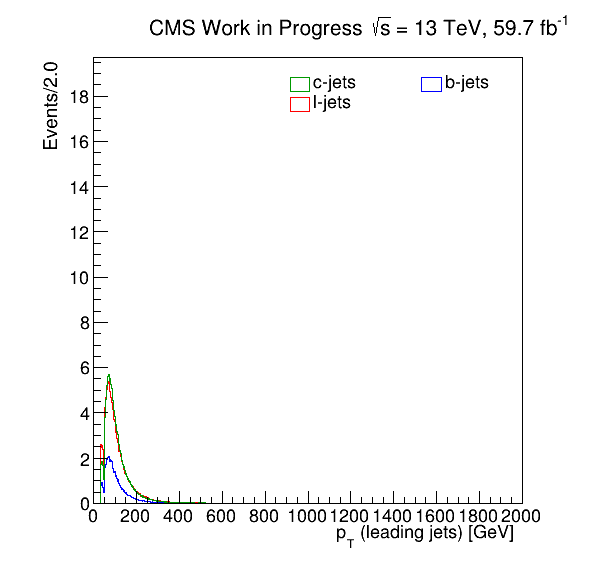 CMS Work in Progress √s = 13 TeV, 59.7 fb⁻¹
Events/2.0
c-jets
b-jets
l-jets
18
16
14
12
10
8
6
4
2
0
0 200 400 600 800 1000 1200 1400 1600 1800 2000
p_T (leading jets) [GeV]